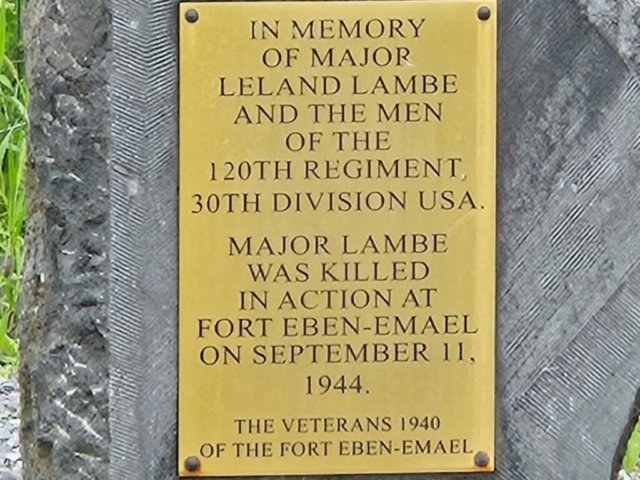 IN MEMORY
OF MAJOR
LELAND LAMBE
AND THE MEN
OF THE
120TH REGIMENT,
30TH DIVISION USA.
MAJOR LAMBE
WAS KILLED
IN ACTION AT
FORT EBEN-EMAEL
ON SEPTEMBER 11,
1944.
THE VETERANS 1940
OF THE FORT EBEN-EMAEL